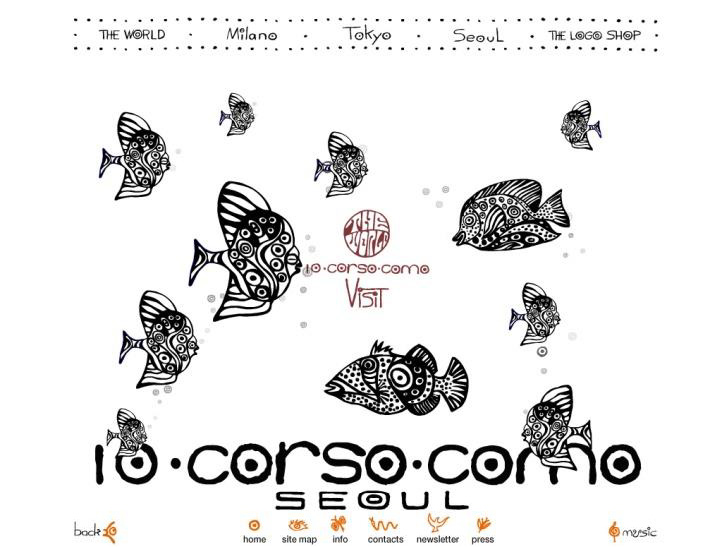 THE WORLD · Milano · Tokyo · Seoul · THE LOGO SHOP
THE WORLD
10·corso·como
VISIT
10·corso·como
SEOUL
back
home site map info contacts newsletter press
music